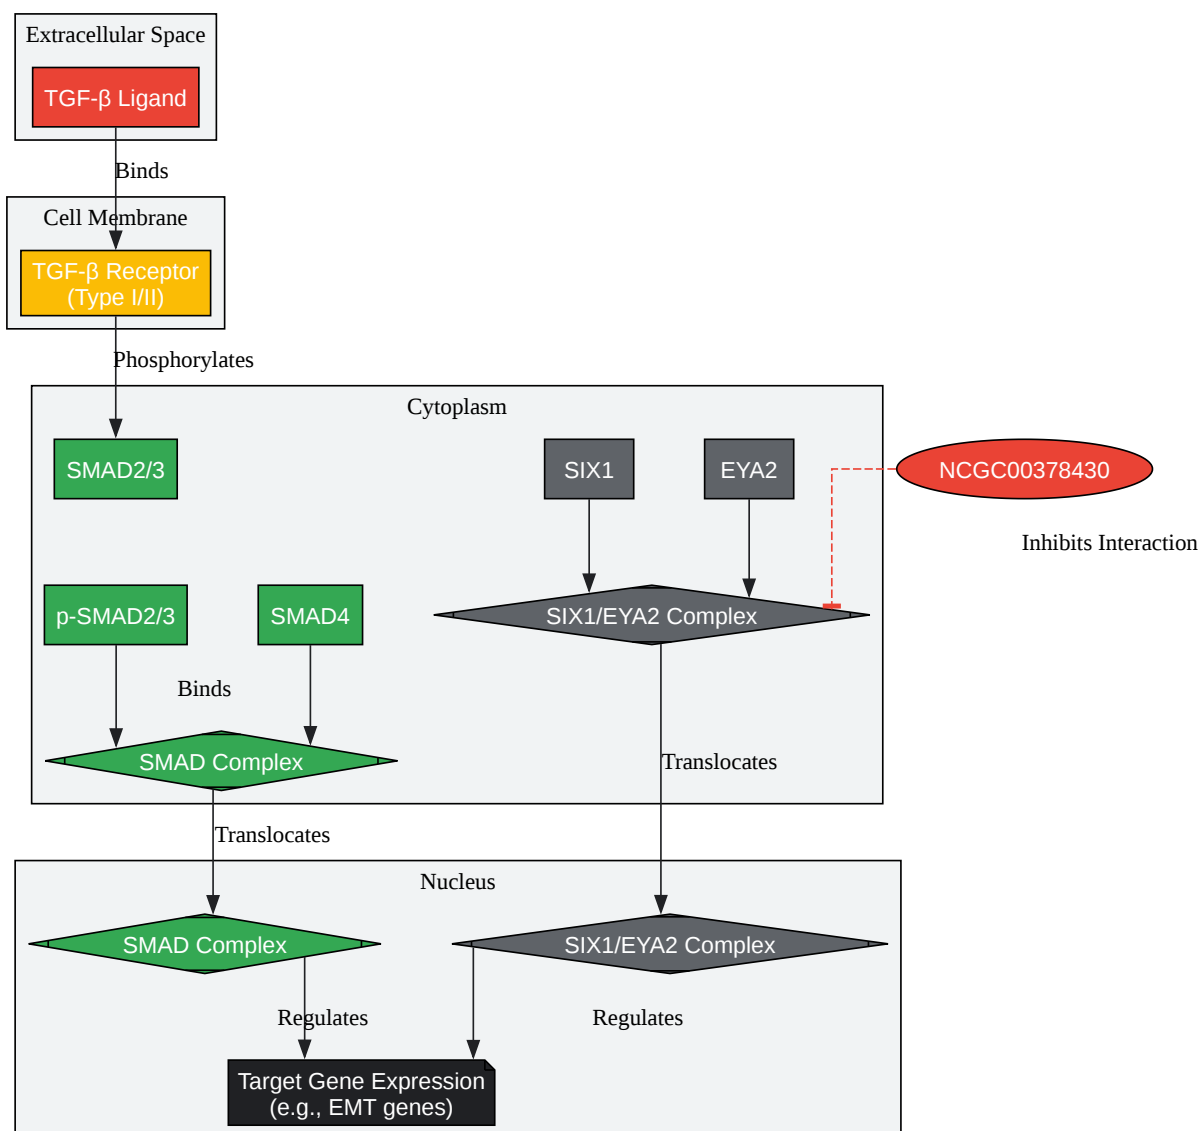 Extracellular Space
TGF-β Ligand
Binds
Cell Membrane
TGF-β Receptor
(Type I/II)
Phosphorylates
Cytoplasm
SMAD2/3
SIX1
EYA2
NCGC00378430
Inhibits Interaction
p-SMAD2/3
SMAD4
SIX1/EYA2 Complex
Binds
SMAD Complex
Translocates
Translocates
Nucleus
SMAD Complex
SIX1/EYA2 Complex
Regulates
Regulates
Target Gene Expression
(e.g., EMT genes)